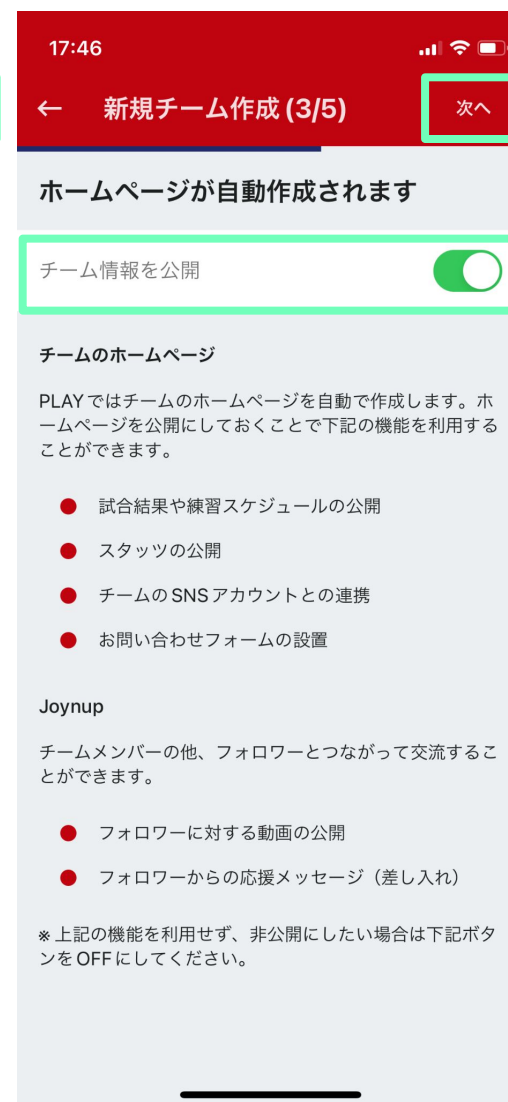 17:46
← 新規チーム作成 (3/5) 次へ
ホームページが自動作成されます
チーム情報を公開
チームのホームページ
PLAYではチームのホームページを自動で作成します。ホ
ームページを公開にしておくことで下記の機能を利用する
ことができます。
● 試合結果や練習スケジュールの公開
● スタッツの公開
● チームのSNSアカウントとの連携
● お問い合わせフォームの設置
Joynup
チームメンバーの他、フォロワーとつながって交流するこ
とができます。
● フォロワーに対する動画の公開
● フォロワーからの応援メッセージ（差し入れ）
※ 上記の機能を利用せず、非公開にしたい場合は下記ボタ
ンをOFFにしてください。